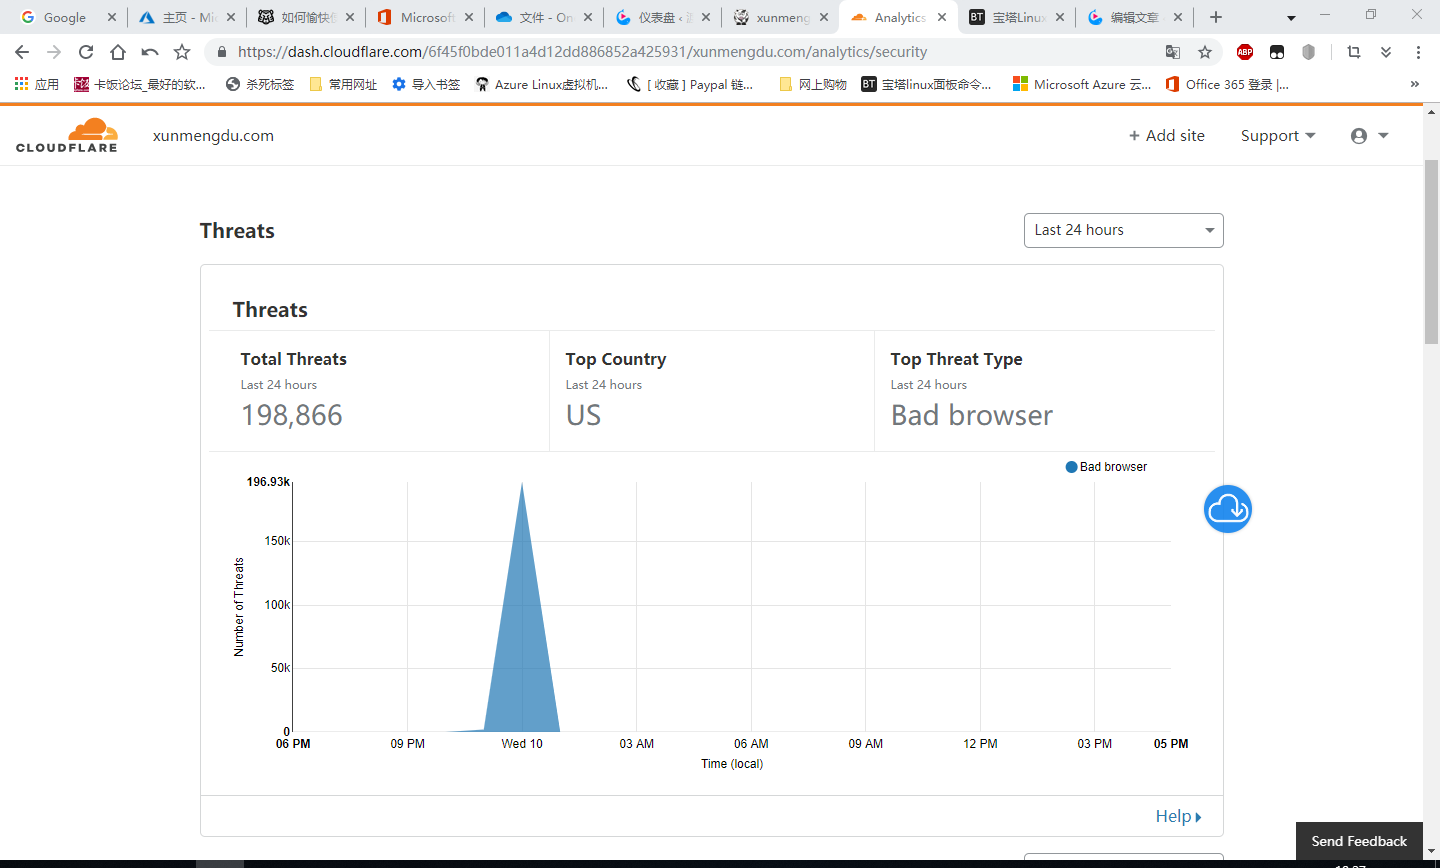 Google
主页 - Mi
如何愉快
Microsoft
文件 - On
仪表盘 ‹
xunmeng
Analytics
BT
宝塔Linux
编辑文章
https://dash.cloudflare.com/6f45f0bde011a4d12dd886852a425931/xunmengdu.com/analytics/security
ABP
应用
卡饭论坛_最好的软...
杀死标签
常用网址
导入书签
Azure Linux虚拟机...
[ 收藏 ] Paypal 链...
网上购物
BT
宝塔linux面板命令...
Microsoft Azure 云...
Office 365 登录 |...
»
CLOUDFLARE
xunmengdu.com
+ Add site
Support
Threats
Last 24 hours
Threats
Total Threats
Last 24 hours
198,866
Top Country
Last 24 hours
US
Top Threat Type
Last 24 hours
Bad browser
Bad browser
196.93k
150k
100k
50k
0
Number of Threats
06 PM
09 PM
Wed 10
03 AM
06 AM
09 AM
12 PM
03 PM
05 PM
Time (local)
Help
Send Feedback